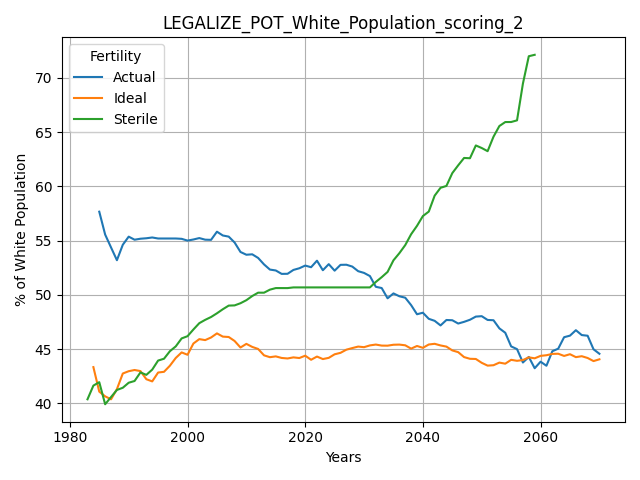 LEGALIZE_POT_White_Population_scoring_2
Fertility
Actual
Ideal
Sterile
% of White Population
70
65
60
55
50
45
40
1980
2000
2020
2040
2060
Years